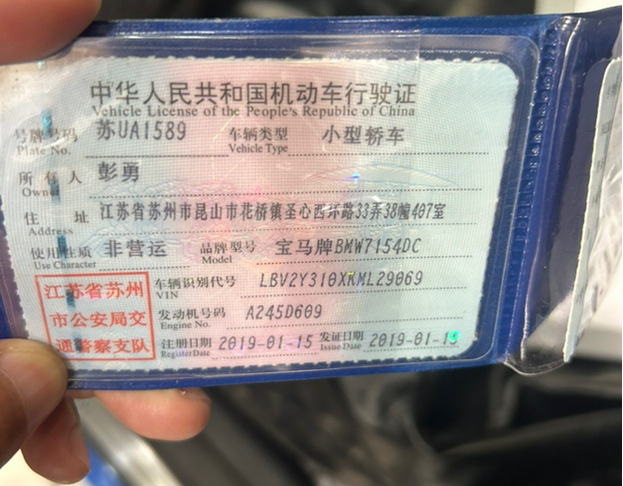 中华人民共和国机动车行驶证
Vehicle License of the People's Republic of China
号牌号码 苏UA1589 车辆类型 小型轿车
Plate No. Vehicle Type
所有人 彭勇
Owner
住址 江苏省苏州市昆山市花桥镇圣心西环路33弄38幢407室
Address
使用性质 非营运 品牌型号 宝马牌BMW7154DC
Use Character Model
江苏省苏州 车辆识别代号 LBV2Y310XKML29069
VIN
市公安局交 发动机号码 A245D609
Engine No.
通警察支队 注册日期 2019-01-15 发证日期 2019-01-15
Register Date Issue Date